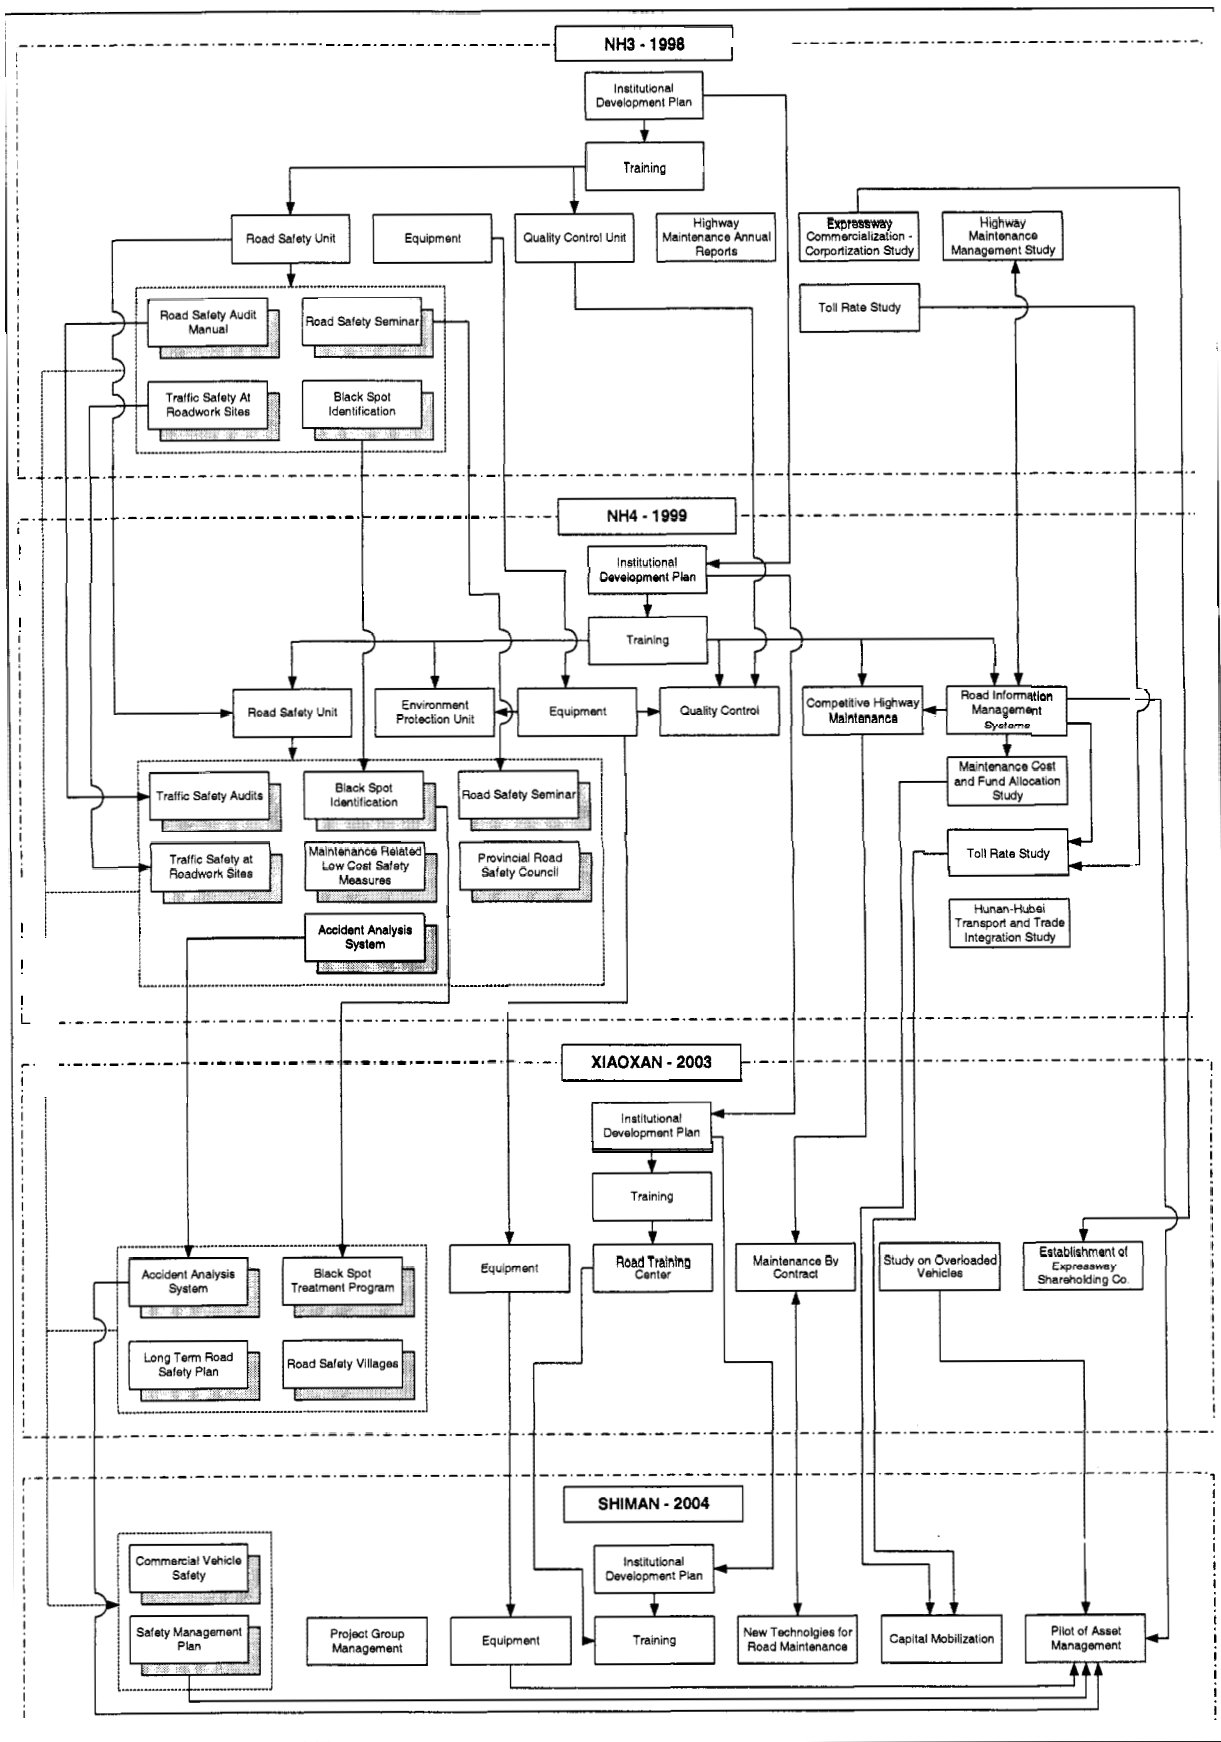 NH3 - 1998
Institutional
Development Plan
Training
Road Safety Unit
Equipment
Quality Control Unit
Highway
Maintenance Annual
Reports
Expressway
Commercialization -
Corportization Study
Highway
Maintenance
Management Study
Toll Rate Study
Road Safety Audit
Manual
Road Safety Seminar
Traffic Safety At
Roadwork Sites
Black Spot
Identification
NH4 - 1999
Institutional
Development Plan
Training
Road Safety Unit
Environment
Protection Unit
Equipment
Quality Control
Competitive Highway
Maintenance
Road Information
Management
Systems
Maintenance Cost
and Fund Allocation
Study
Traffic Safety Audits
Black Spot
Identification
Road Safety Seminar
Toll Rate Study
Traffic Safety at
Roadwork Sites
Maintenance Related
Low Cost Safety
Measures
Provincial Road
Safety Council
Hunan-Hubei
Transport and Trade
Integration Study
Accident Analysis
System
XIAOXAN - 2003
Institutional
Development Plan
Training
Accident Analysis
System
Black Spot
Treatment Program
Equipment
Road Training
Center
Maintenance By
Contract
Study on Overloaded
Vehicles
Establishment of
Expressway
Shareholding Co.
Long Term Road
Safety Plan
Road Safety Villages
SHIMAN - 2004
Institutional
Development Plan
Commercial Vehicle
Safety
Safety Management
Plan
Project Group
Management
Equipment
Training
New Technolgies for
Road Maintenance
Capital Mobilization
Pilot of Asset
Management